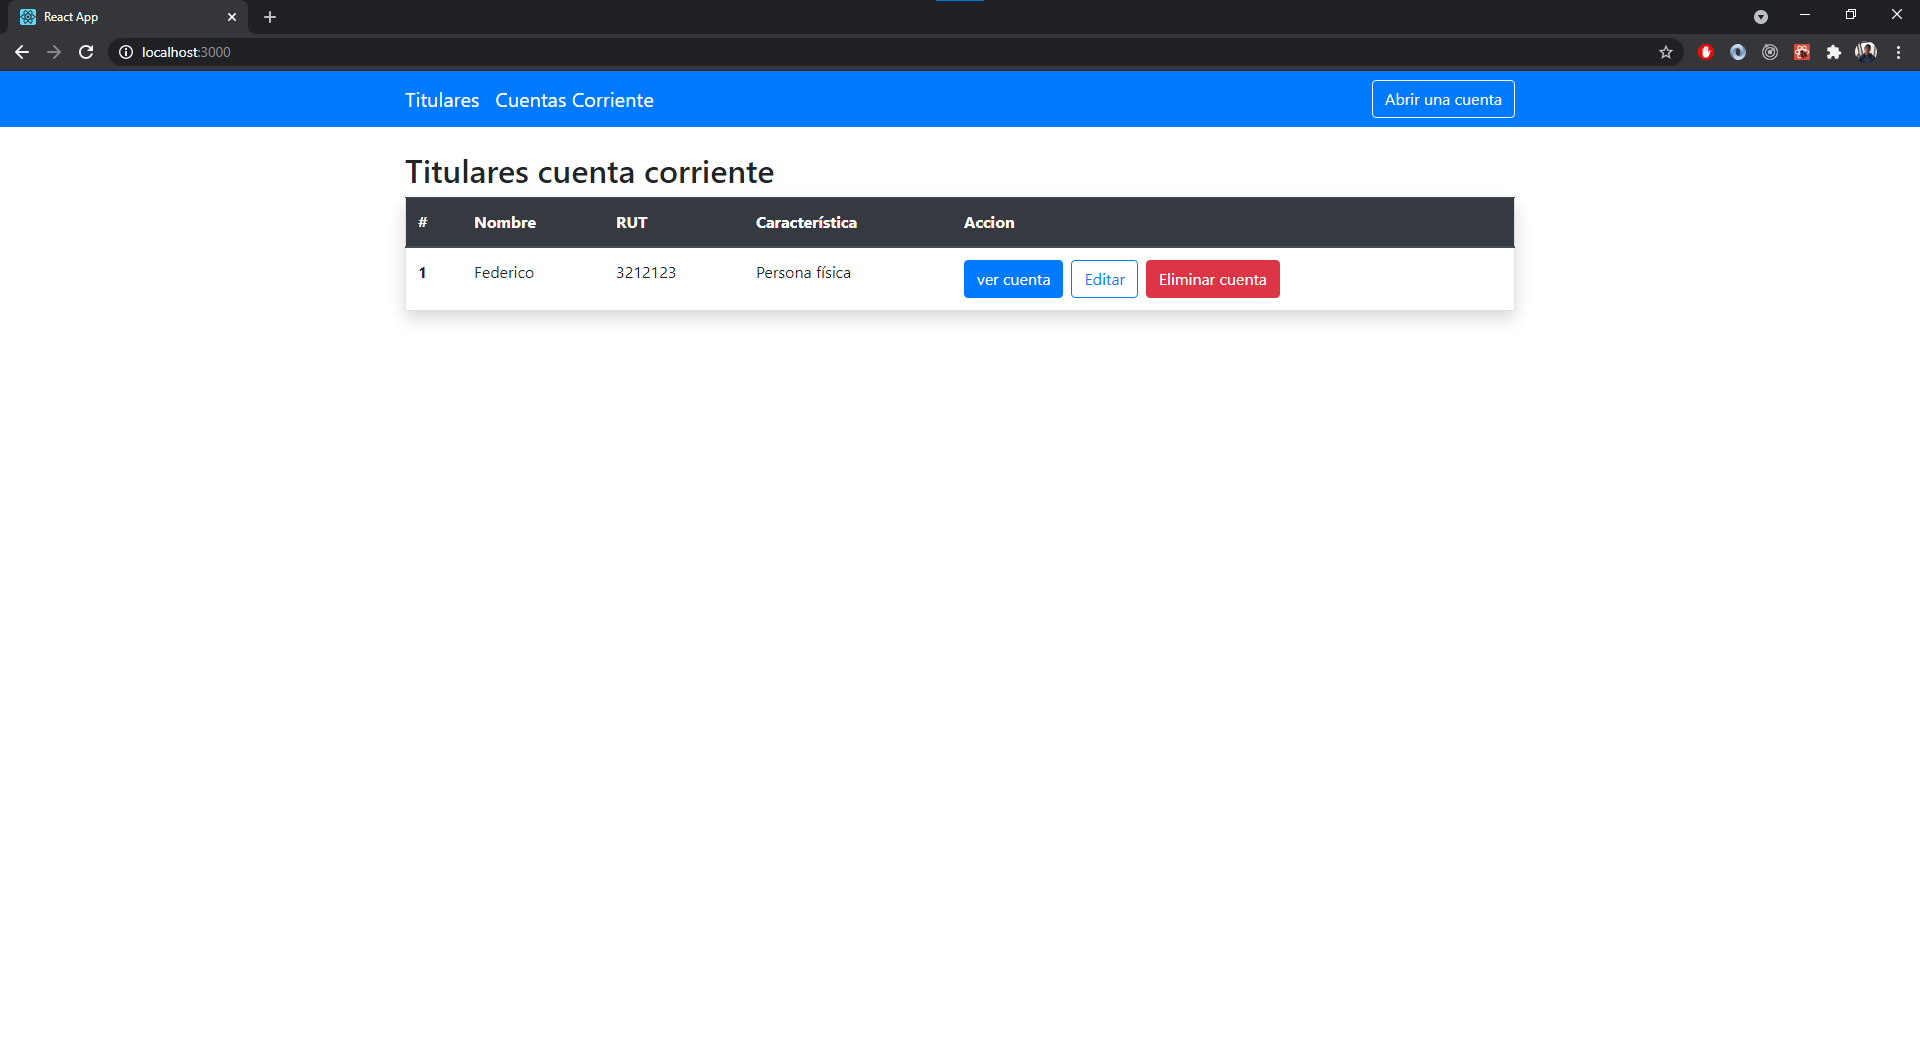 React App
localhost:3000
Titulares Cuentas Corriente Abrir una cuenta
Titulares cuenta corriente
# Nombre RUT Característica Accion
1 Federico 3212123 Persona física ver cuenta Editar Eliminar cuenta